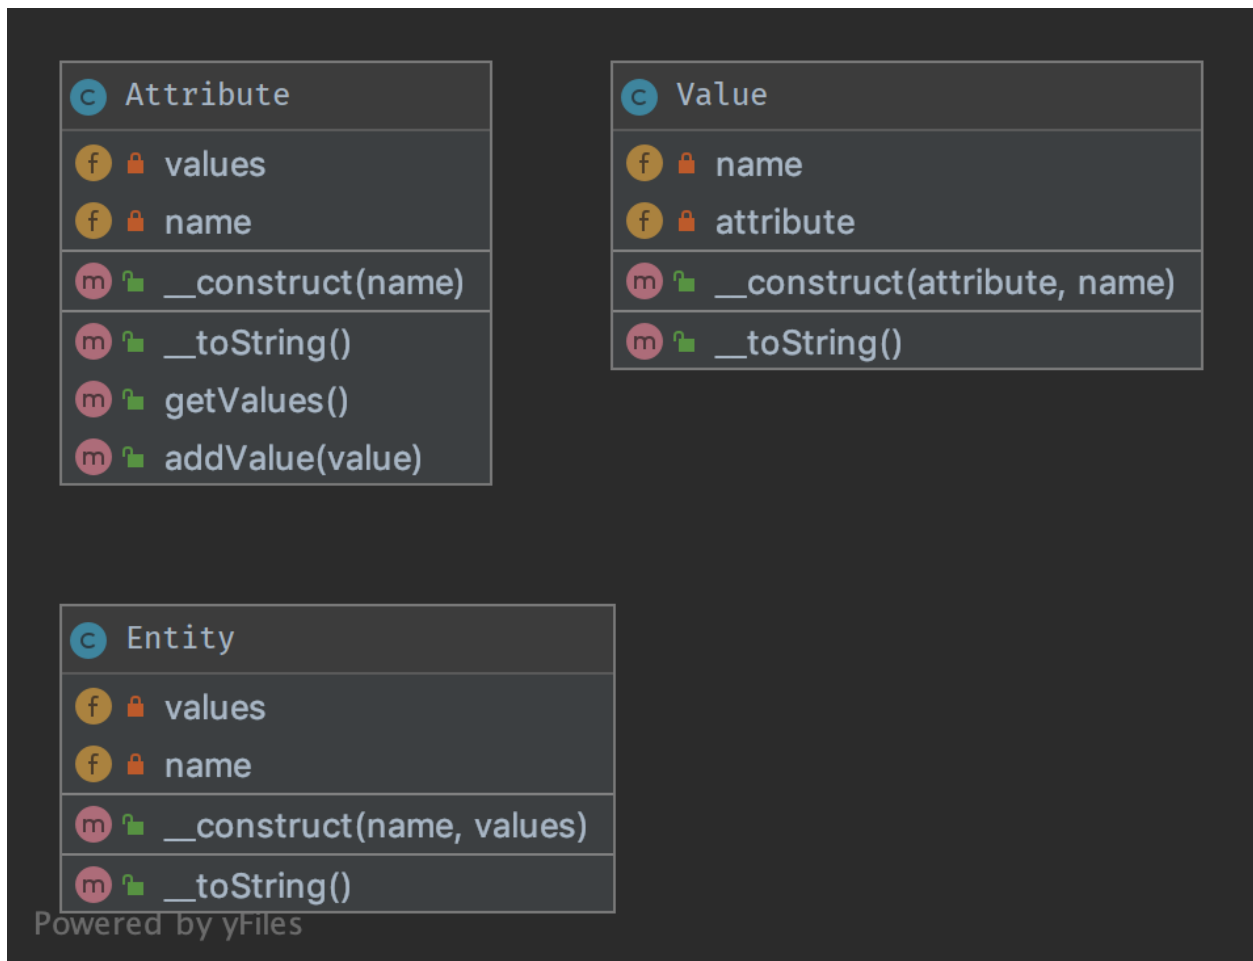 C Attribute
f values
f name
m __construct(name)
m __toString()
m getValues()
m addValue(value)
C Value
f name
f attribute
m __construct(attribute, name)
m __toString()
C Entity
f values
f name
m __construct(name, values)
m __toString()
Powered by yFiles